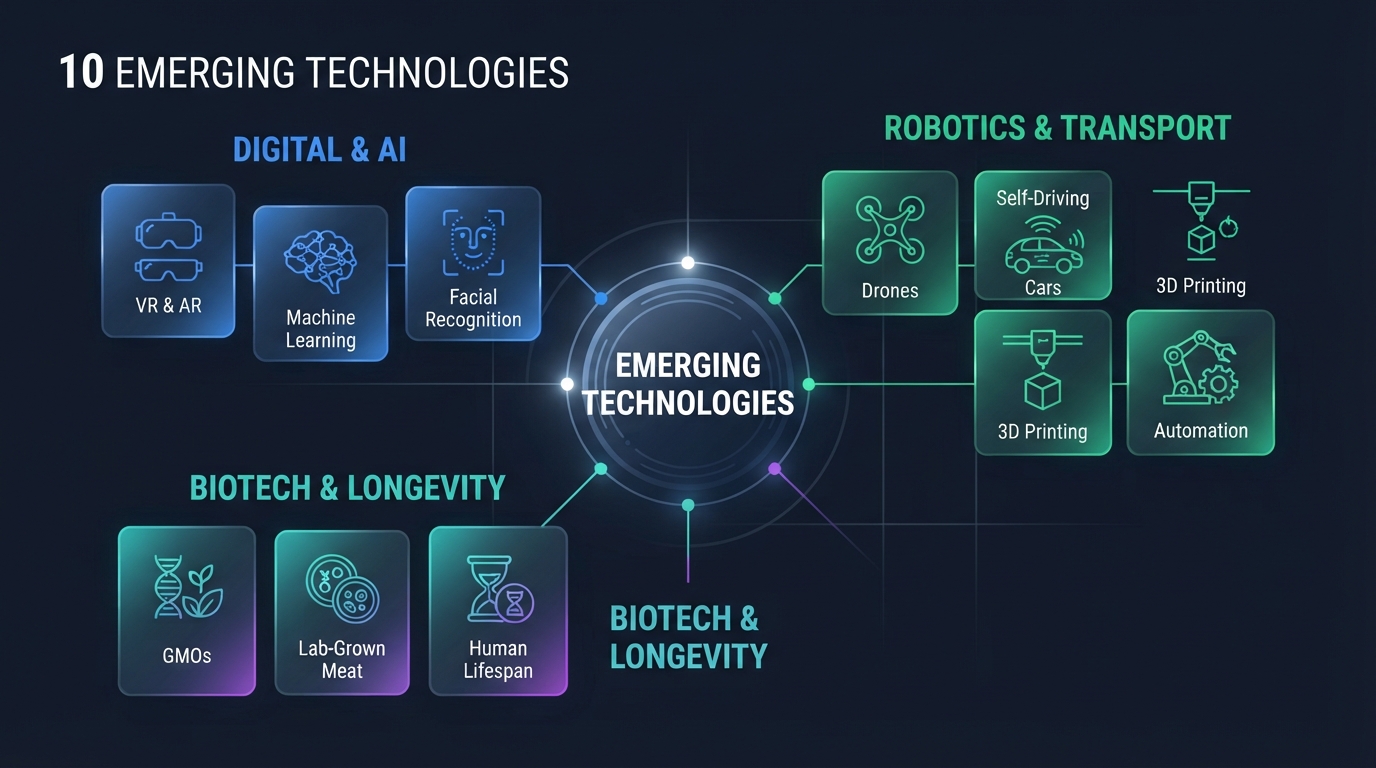 10 EMERGING TECHNOLOGIES
DIGITAL & AI
VR & AR
Machine
Learning
Facial
Recognition
ROBOTICS & TRANSPORT
Drones
Self-Driving
Cars
3D Printing
3D Printing
Automation
EMERGING
TECHNOLOGIES
BIOTECH & LONGEVITY
GMOs
Lab-Grown
Meat
Human
Lifespan
BIOTECH &
LONGEVITY